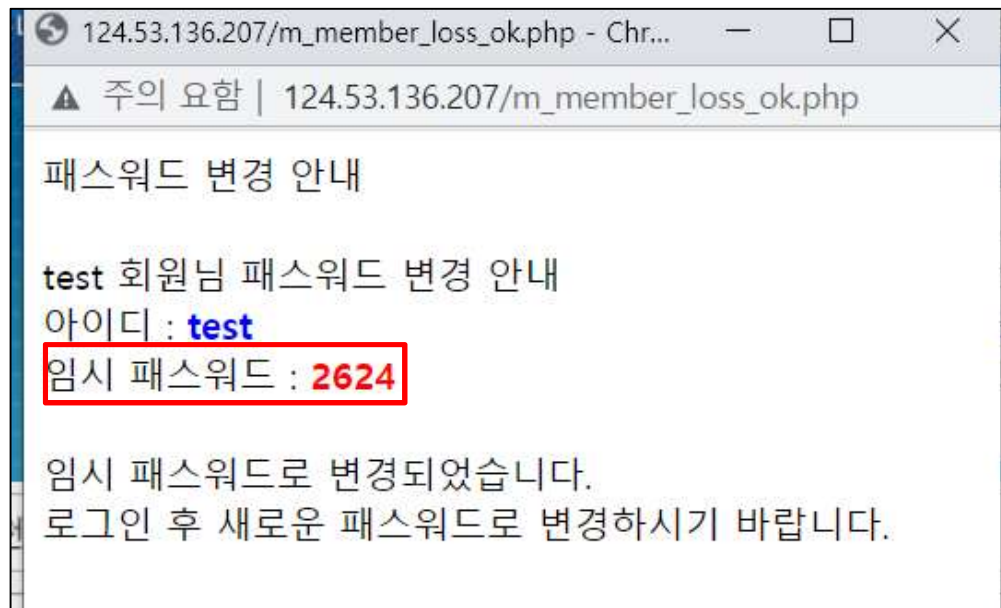 124.53.136.207/m_member_loss_ok.php - Chr...
주의 요함 | 124.53.136.207/m_member_loss_ok.php
패스워드 변경 안내
test 회원님 패스워드 변경 안내
아이디 : test
임시 패스워드 : 2624
임시 패스워드로 변경되었습니다.
로그인 후 새로운 패스워드로 변경하시기 바랍니다.